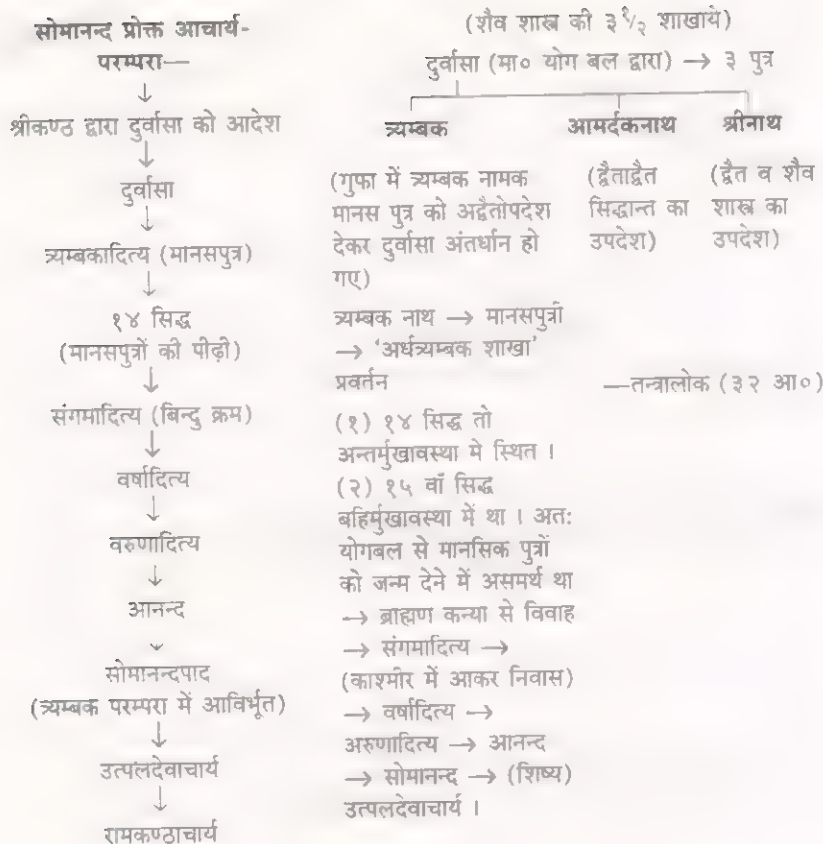 सोमानन्द प्रोक्त आचार्य-
परम्परा—
↓
श्रीकण्ठ द्वारा दुर्वासा को आदेश
↓
दुर्वासा
↓
त्र्यम्बकादित्य (मानसपुत्र)
↓
१४ सिद्ध
(मानसपुत्रों की पीढ़ी)
↓
संगमादित्य (बिन्दु क्रम)
↓
वर्षादित्य
↓
वरुणादित्य
↓
आनन्द
↓
सोमानन्दपाद
(त्र्यम्बक परम्परा में आविर्भूत)
↓
उत्पलदेवाचार्य
↓
रामकण्ठाचार्य
(शैव शास्त्र की ३१/२ शाखाये)
दुर्वासा (मा० योग बल द्वारा) → ३ पुत्र
त्र्यम्बक आमर्दकनाथ श्रीनाथ
(गुफा में त्र्यम्बक नामक (द्वैताद्वैत (द्वैत व शैव
मानस पुत्र को अद्वैतोपदेश सिद्धान्त का शास्त्र का
देकर दुर्वासा अंतर्धान हो उपदेश) उपदेश)
गए)
त्र्यम्बक नाथ → मानसपुत्री
→ ‘अर्धत्र्यम्बक शाखा’
प्रवर्तन —तन्त्रालोक (३२ आ०)
(१) १४ सिद्ध तो
अन्तर्मुखावस्था मे स्थित ।
(२) १५ वाँ सिद्ध
बहिर्मुखावस्था में था । अतः
योगबल से मानसिक पुत्रों
को जन्म देने में असमर्थ था
→ ब्राह्मण कन्या से विवाह
→ संगमादित्य →
(काश्मीर में आकर निवास)
→ वर्षादित्य →
अरुणादित्य → आनन्द
→ सोमानन्द → (शिष्य)
उत्पलदेवाचार्य ।